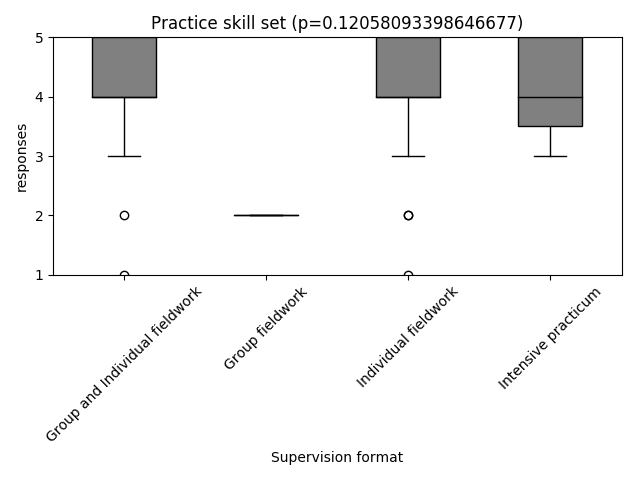 Practice skill set (p=0.12058093398646677)
5
4
3
2
1
responses
Group and Individual fieldwork
Group fieldwork
Individual fieldwork
Intensive practicum
Supervision format